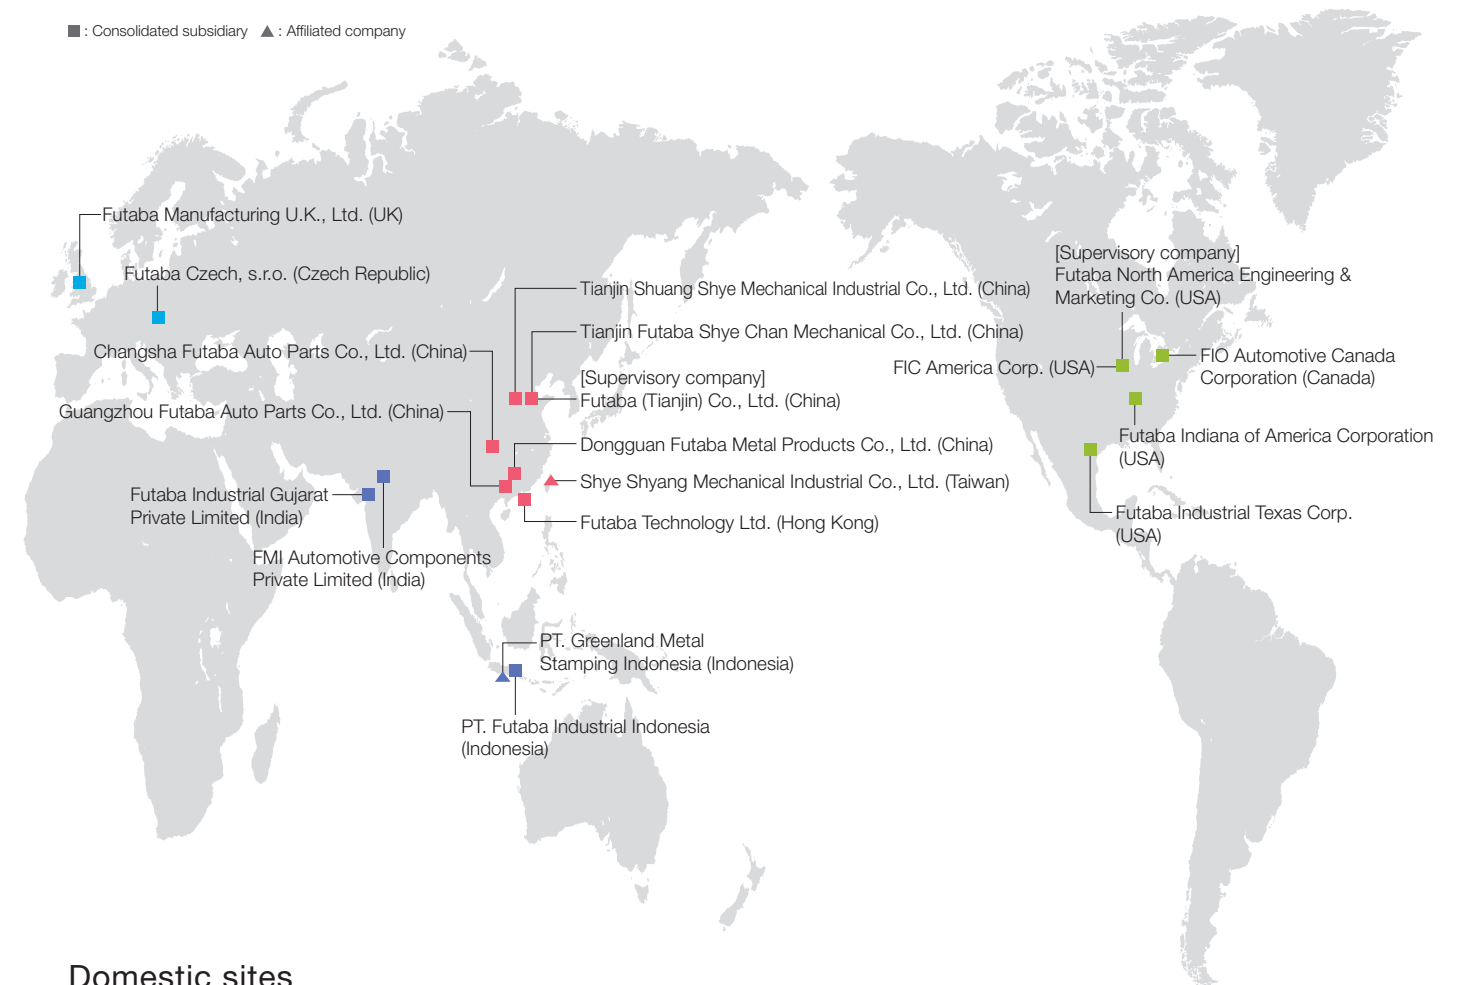 : Consolidated subsidiary : Affiliated company
Futaba Manufacturing U.K., Ltd. (UK)
Futaba Czech, s.r.o. (Czech Republic)
Changsha Futaba Auto Parts Co., Ltd. (China)
Guangzhou Futaba Auto Parts Co., Ltd. (China)
Futaba Industrial Gujarat
Private Limited (India)
FMI Automotive Components
Private Limited (India)
Tianjin Shuang Shye Mechanical Industrial Co., Ltd. (China)
Tianjin Futaba Shye Chan Mechanical Co., Ltd. (China)
[Supervisory company]
Futaba (Tianjin) Co., Ltd. (China)
Dongguan Futaba Metal Products Co., Ltd. (China)
Shye Shyang Mechanical Industrial Co., Ltd. (Taiwan)
Futaba Technology Ltd. (Hong Kong)
PT. Greenland Metal
Stamping Indonesia (Indonesia)
PT. Futaba Industrial Indonesia
(Indonesia)
[Supervisory company]
Futaba North America Engineering &
Marketing Co. (USA)
FIC America Corp. (USA)
FIO Automotive Canada
Corporation (Canada)
Futaba Indiana of America Corporation
(USA)
Futaba Industrial Texas Corp.
(USA)
Domestic sites